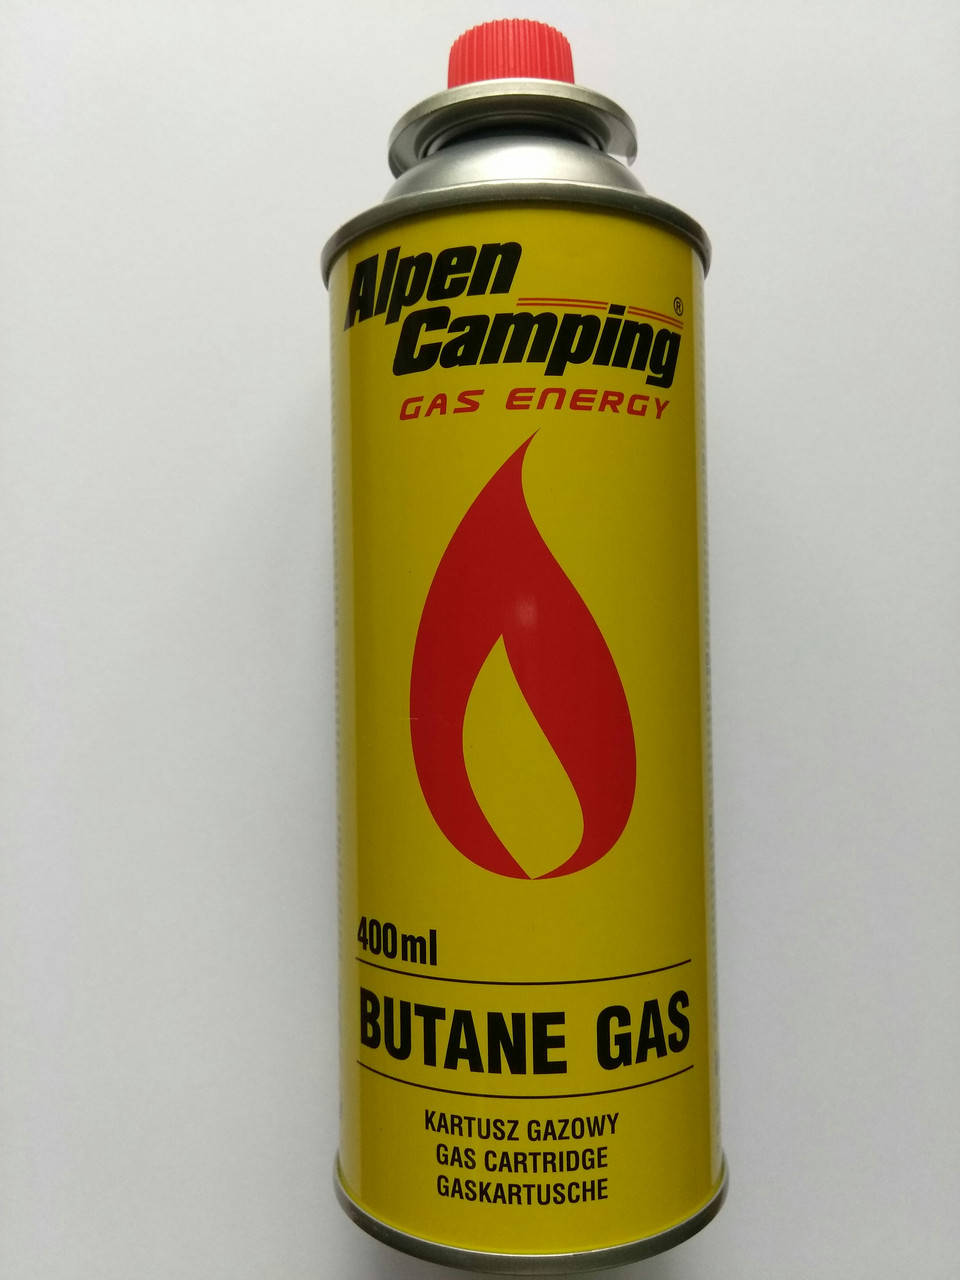 Alpen
Camping®
GAS ENERGY
400ml
BUTANE GAS
KARTUSZ GAZOWY
GAS CARTRIDGE
GASKARTUSCHE